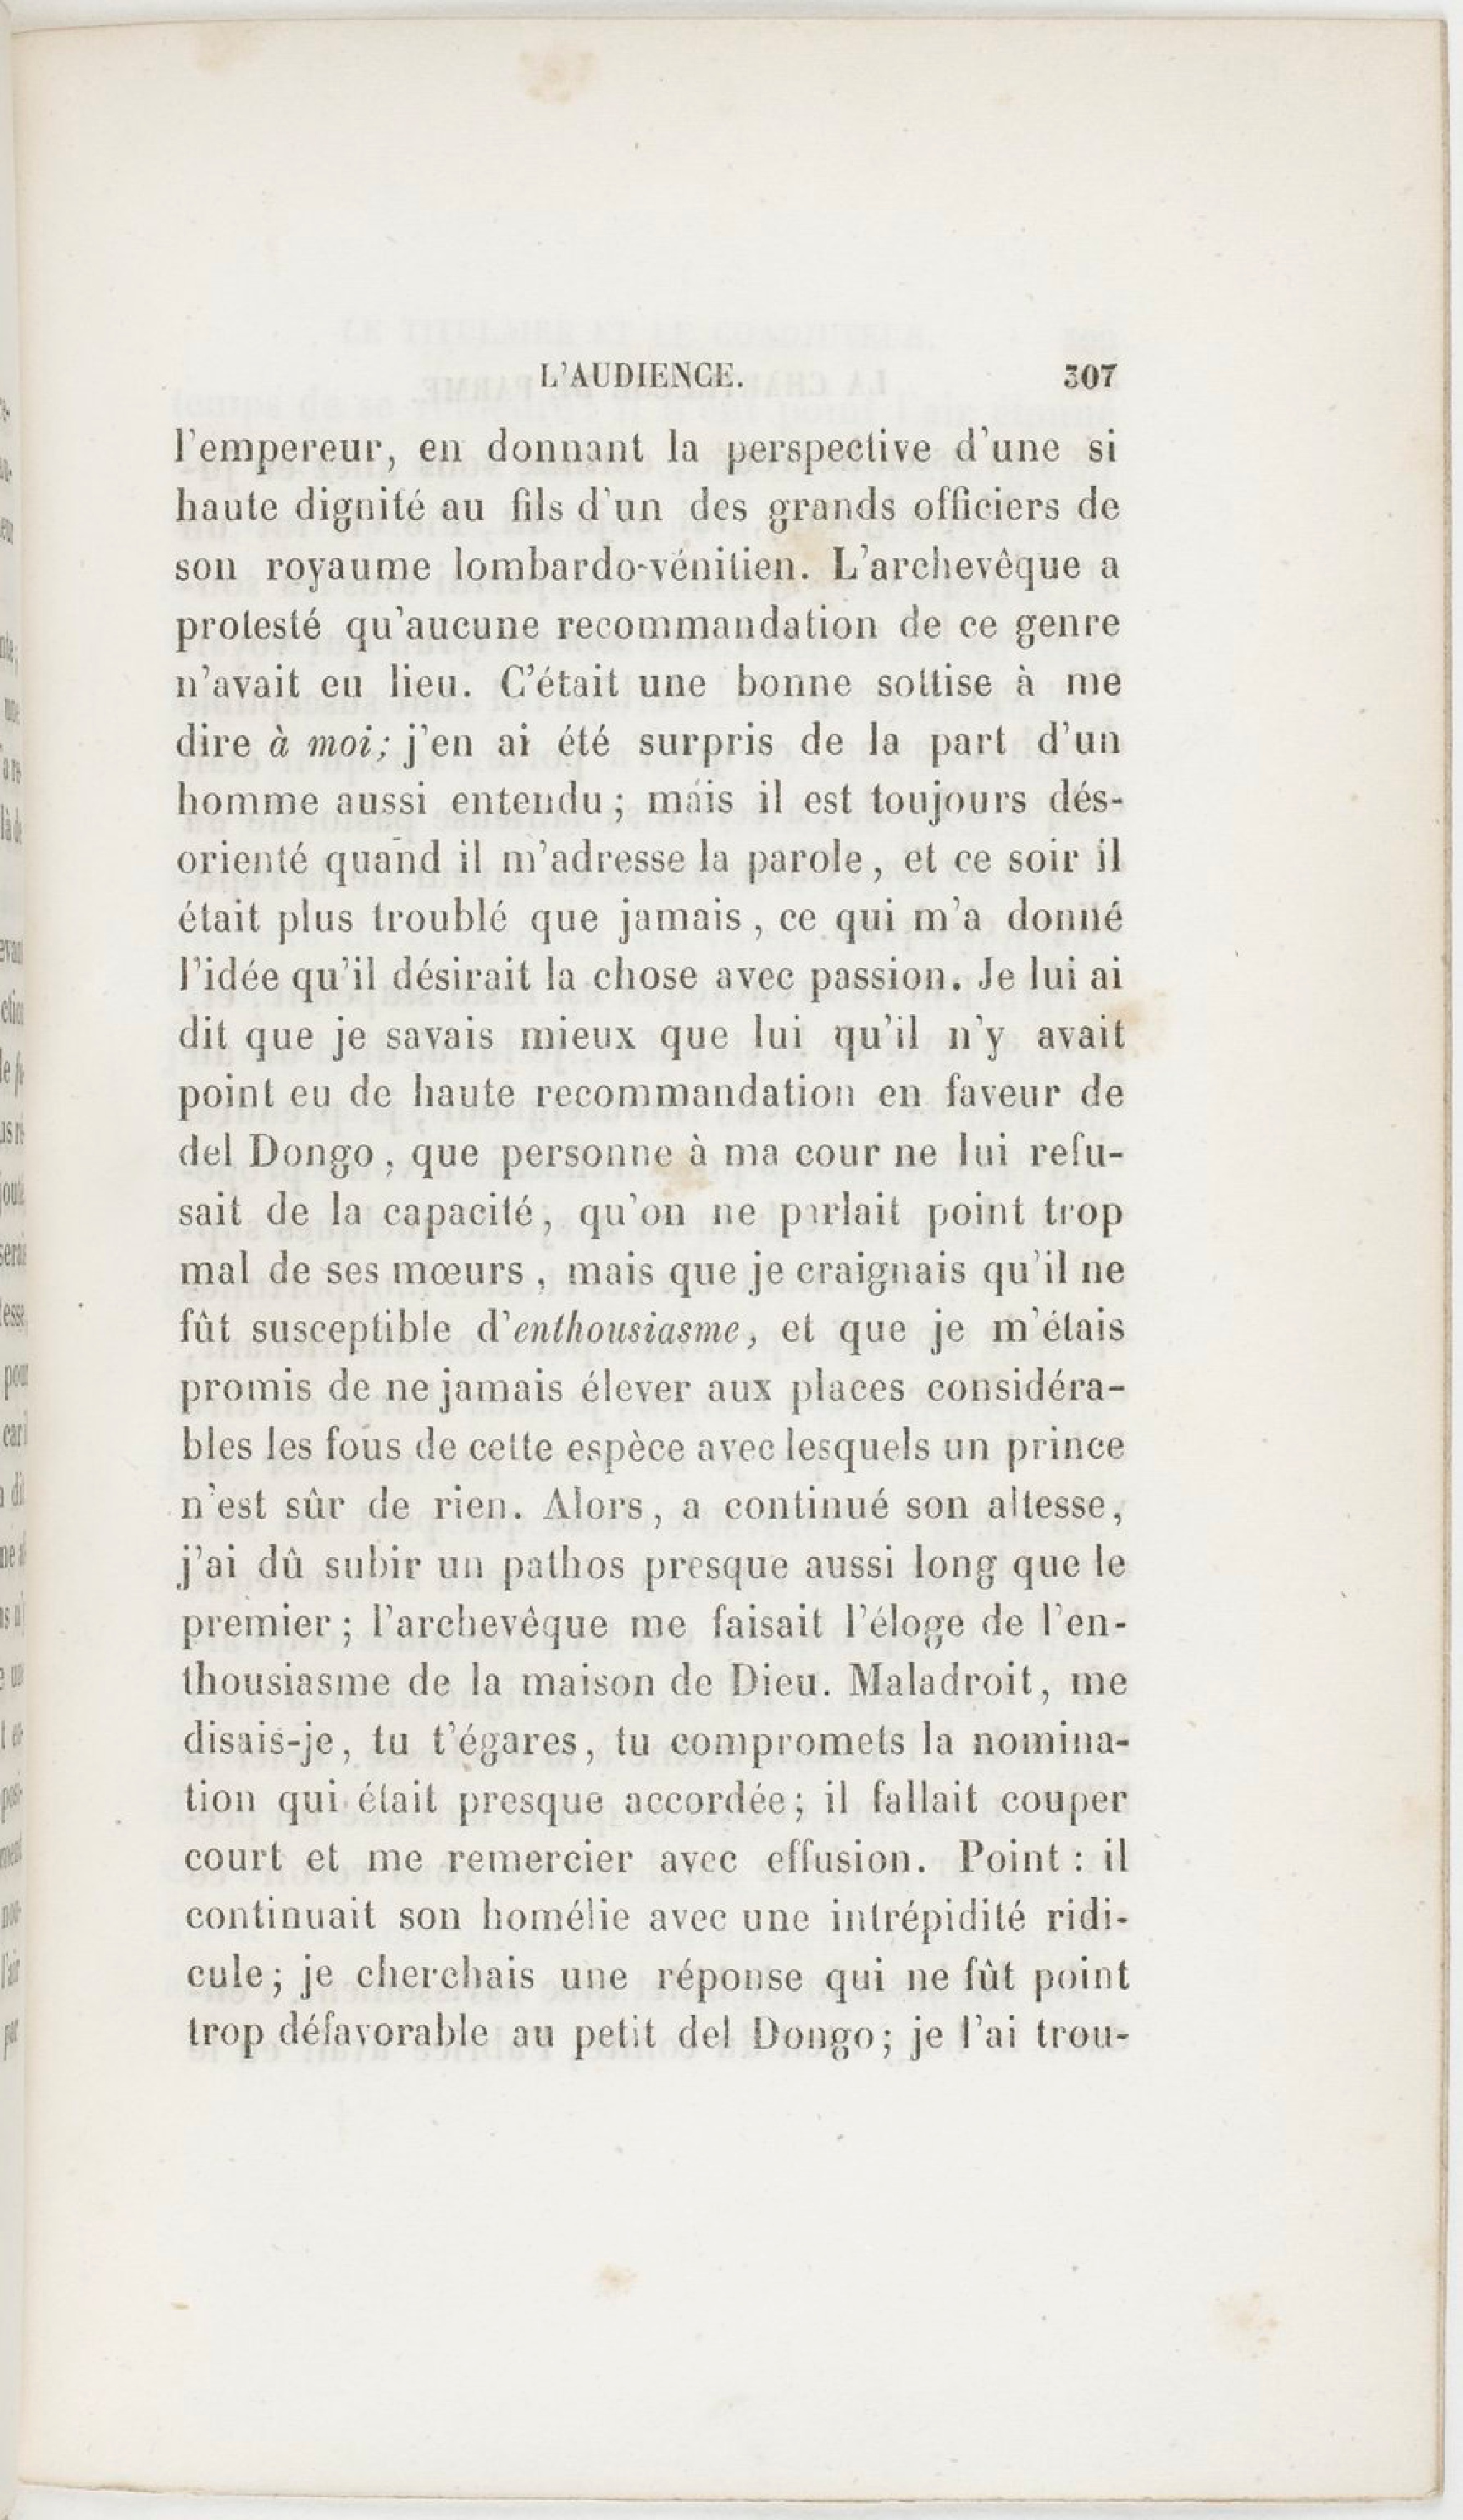 L'AUDIENCE. 307
l'empereur, en donnant la perspective d'une si
haute dignité au fils d'un des grands officiers de
son royaume lombardo-vénitien. L'archevêque a
protesté qu'aucune recommandation de ce genre
n'avait eu lieu. C'était une bonne sottise à me
dire à moi; j'en ai été surpris de la part d'un
homme aussi entendu; mais il est toujours dés-
orienté quand il m'adresse la parole, et ce soir il
était plus troublé que jamais, ce qui m'a donné
l'idée qu'il désirait la chose avec passion. Je lui ai
dit que je savais mieux que lui qu'il n'y avait
point eu de haute recommandation en faveur de
del Dongo, que personne à ma cour ne lui refu-
sait de la capacité, qu'on ne parlait point trop
mal de ses mœurs, mais que je craignais qu'il ne
fût susceptible d'enthousiasme, et que je m'étais
promis de ne jamais élever aux places considéra-
bles les fous de cette espèce avec lesquels un prince
n'est sûr de rien. Alors, a continué son altesse,
j'ai dû subir un pathos presque aussi long que le
premier; l'archevêque me faisait l'éloge de l'en-
thousiasme de la maison de Dieu. Maladroit, me
disais-je, tu t'égares, tu compromets la nomina-
tion qui était presque accordée; il fallait couper
court et me remercier avec effusion. Point: il
continuait son homélie avec une intrépidité ridi-
cule; je cherchais une réponse qui ne fût point
trop défavorable au petit del Dongo; je l'ai trou-